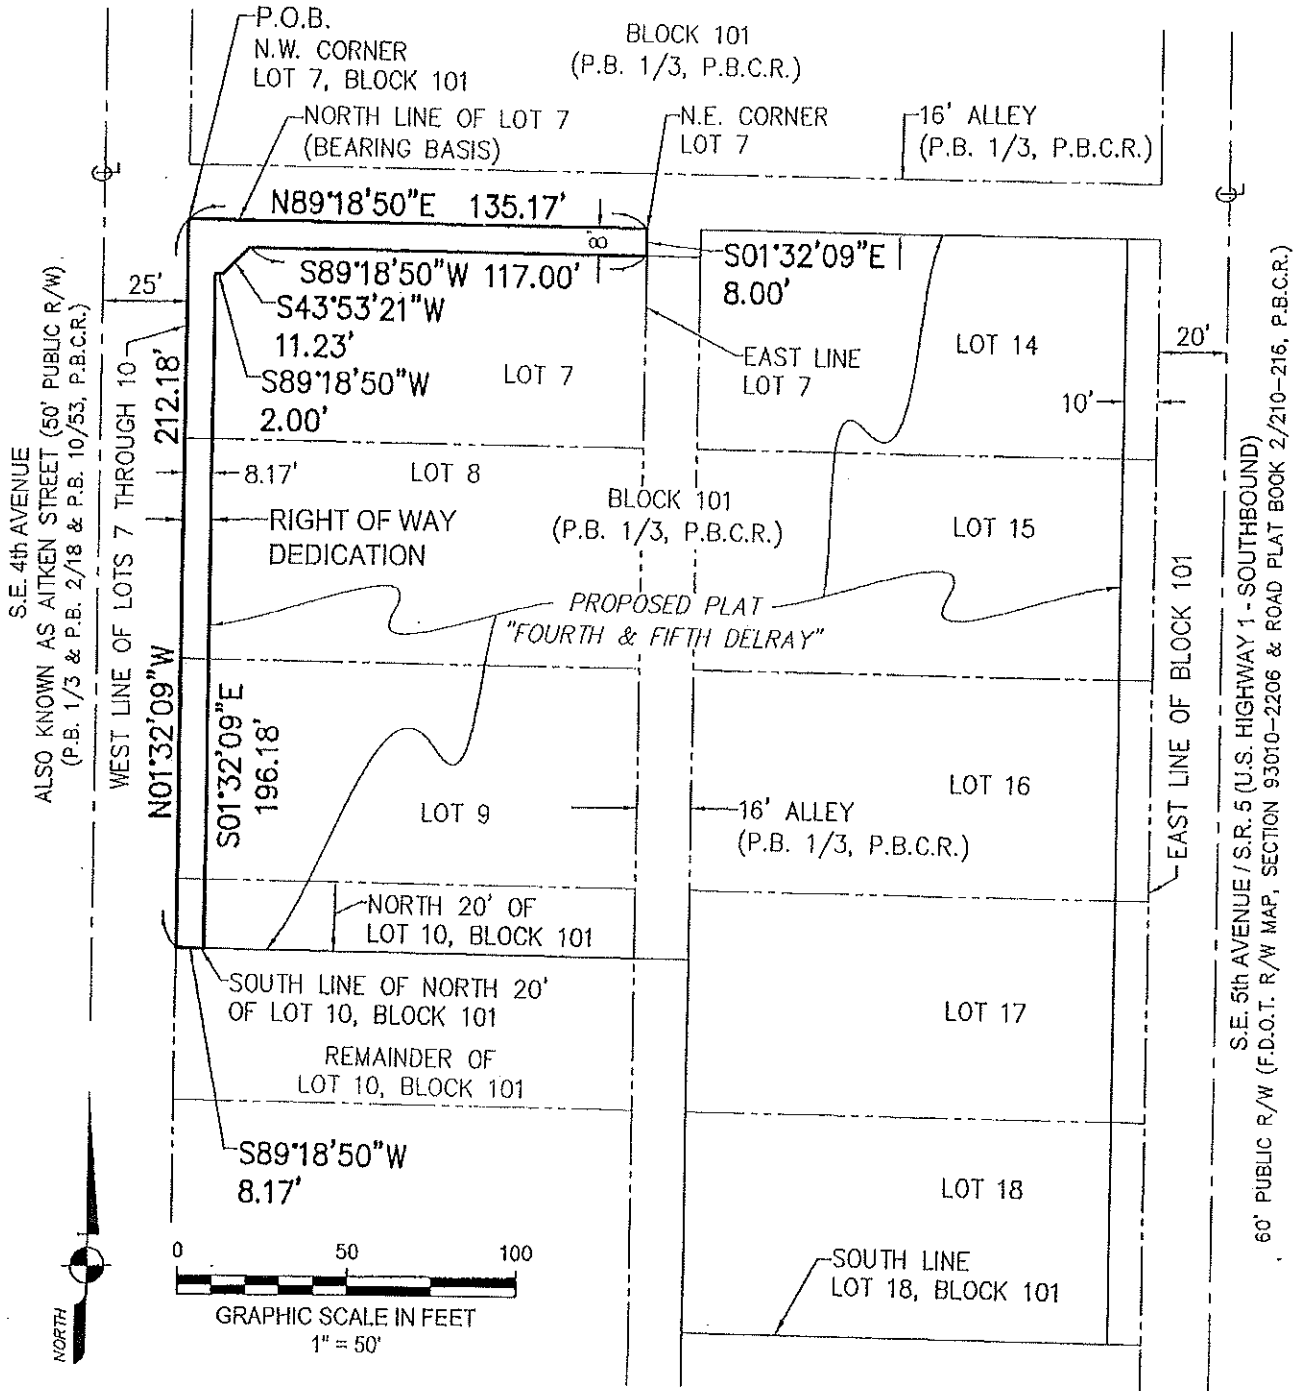 P.O.B.
N.W. CORNER
LOT 7, BLOCK 101
BLOCK 101
(P.B. 1/3, P.B.C.R.)
NORTH LINE OF LOT 7
(BEARING BASIS)
N.E. CORNER
LOT 7
16' ALLEY
(P.B. 1/3, P.B.C.R.)
N89°18'50"E 135.17'
8'
S89°18'50"W 117.00'
S01°32'09"E
8.00'
25'
S43°53'21"W
11.23'
S89°18'50"W
2.00'
LOT 7
EAST LINE
LOT 7
LOT 14
20'
10'
212.18'
N01°32'09"W
8.17'
LOT 8
RIGHT OF WAY
DEDICATION
BLOCK 101
(P.B. 1/3, P.B.C.R.)
LOT 15
PROPOSED PLAT
"FOURTH & FIFTH DELRAY"
S.E. 4th AVENUE
ALSO KNOWN AS AITKEN STREET (50' PUBLIC R/W)
(P.B. 1/3 & P.B. 2/18 & P.B. 10/53, P.B.C.R.)
WEST LINE OF LOTS 7 THROUGH 10
S01°32'09"E
196.18'
LOT 9
16' ALLEY
(P.B. 1/3, P.B.C.R.)
LOT 16
EAST LINE OF BLOCK 101
S.E. 5th AVENUE / S.R. 5 (U.S. HIGHWAY 1 - SOUTHBOUND)
60' PUBLIC R/W (F.D.O.T. R/W MAP, SECTION 93010-2206 & ROAD PLAT BOOK 2/210-216, P.B.C.R.)
NORTH 20' OF
LOT 10, BLOCK 101
SOUTH LINE OF NORTH 20'
OF LOT 10, BLOCK 101
LOT 17
REMAINDER OF
LOT 10, BLOCK 101
S89°18'50"W
8.17'
LOT 18
SOUTH LINE
LOT 18, BLOCK 101
0 50 100
GRAPHIC SCALE IN FEET
1" = 50'
NORTH